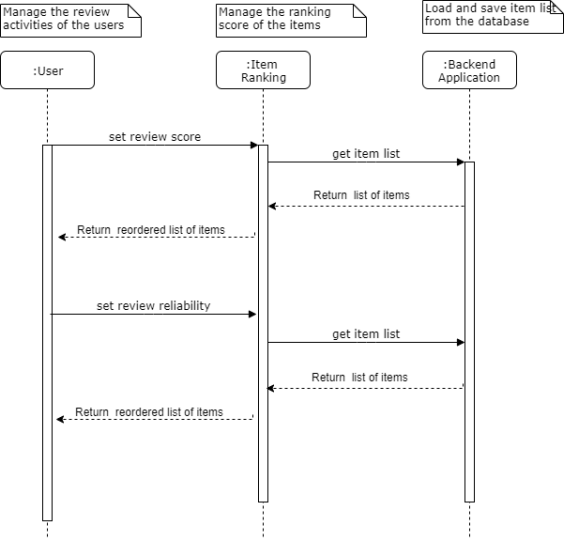 Manage the review
activities of the users
Manage the ranking
score of the items
Load and save item list
from the database
:User
:Item
Ranking
:Backend
Application
set review score
get item list
Return list of items
Return reordered list of items
set review reliability
get item list
Return list of items
Return reordered list of items